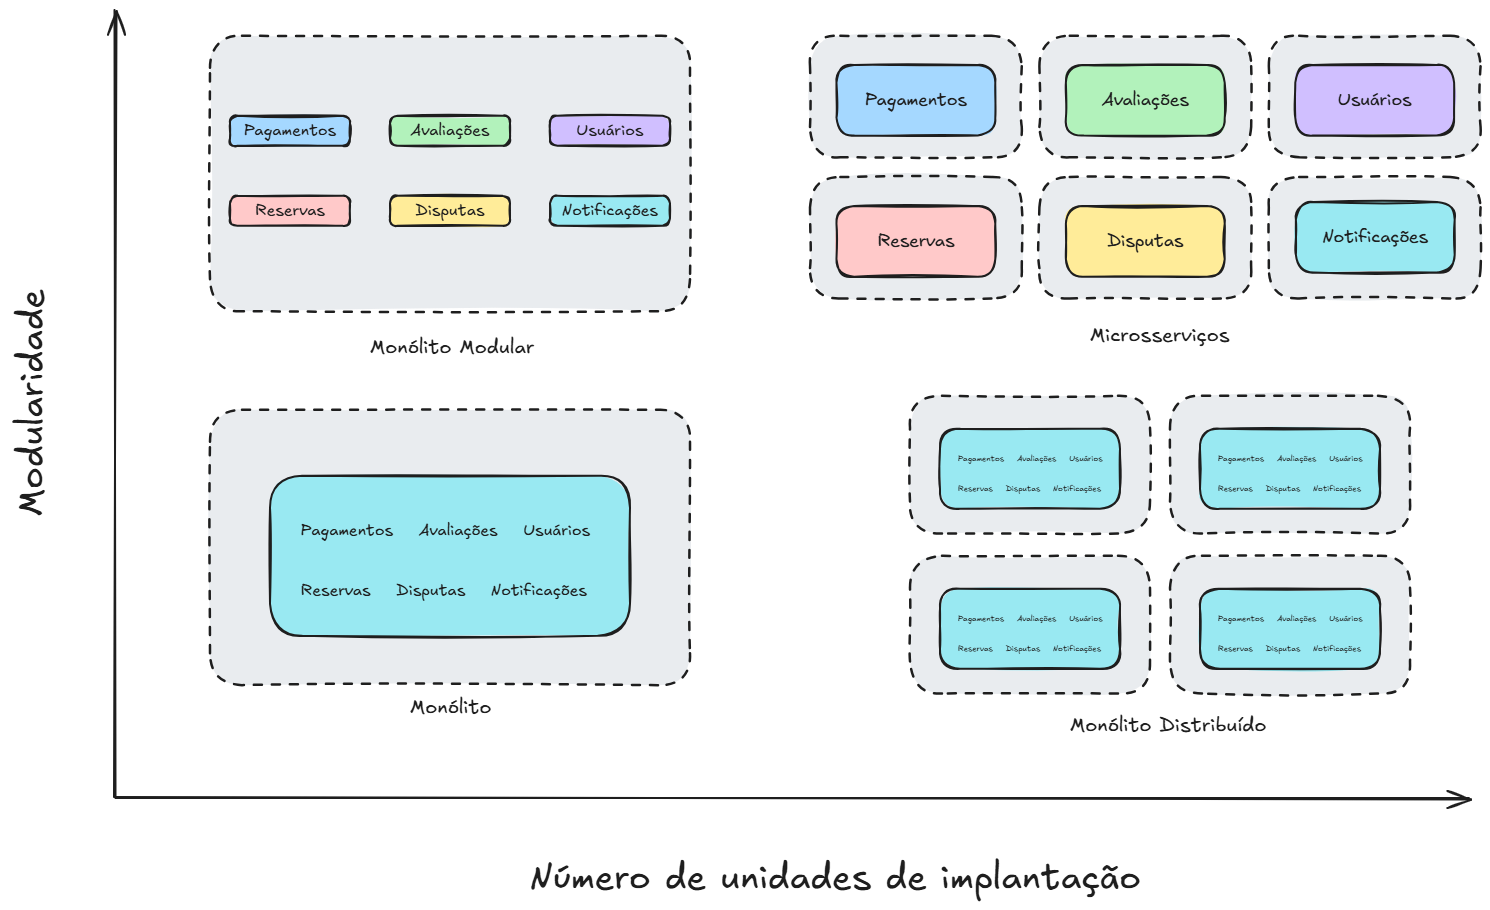 Modularidade
Pagamentos Avaliações Usuários
Reservas Disputas Notificações
Monólito Modular
Pagamentos Avaliações Usuários
Reservas Disputas Notificações
Microsserviços
Pagamentos Avaliações Usuários
Reservas Disputas Notificações
Monólito
Pagamentos Avaliações Usuários
Reservas Disputas Notificações
Pagamentos Avaliações Usuários
Reservas Disputas Notificações
Pagamentos Avaliações Usuários
Reservas Disputas Notificações
Pagamentos Avaliações Usuários
Reservas Disputas Notificações
Monólito Distribuído
Número de unidades de implantação